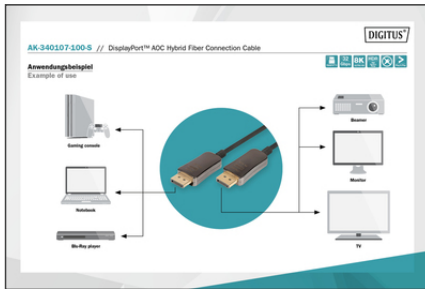 DIGITUS®
AK-340107-100-S // DisplayPort™ AOC Hybrid Fiber Connection Cable
Anwendungsbeispiel
Example of use
8K
Gaming console
Notebook
Blu-Ray player
Beamer
Monitor
TV